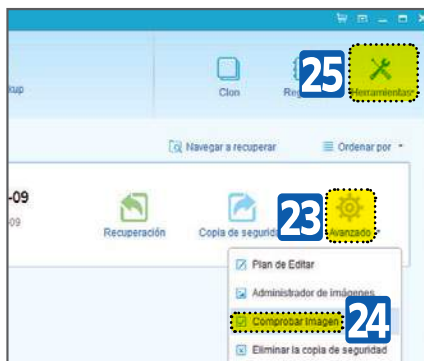 kup
Clon
Reg
25
Herramientas
Navegar a recuperar
Ordenar por
-09
-09
Recuperación
Copia de segurid
23
Avanzado
Plan de Editar
Administrador de imágenes
Comprobar Imagen
24
Eliminar la copia de seguridad